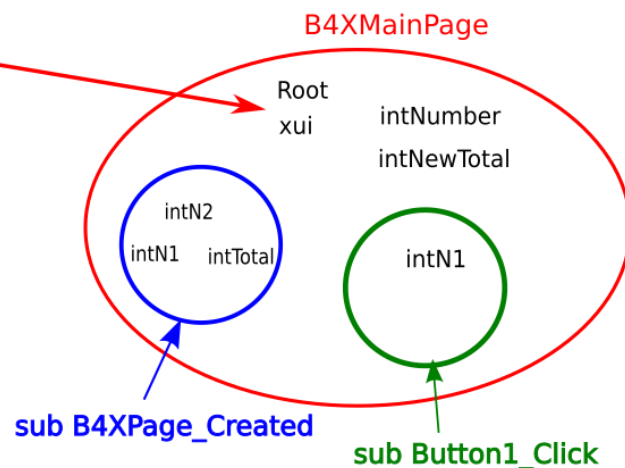 B4XMainPage
Root
xui
intNumber
intNewTotal
intN2
intN1
intTotal
intN1
sub B4XPage_Created
sub Button1_Click